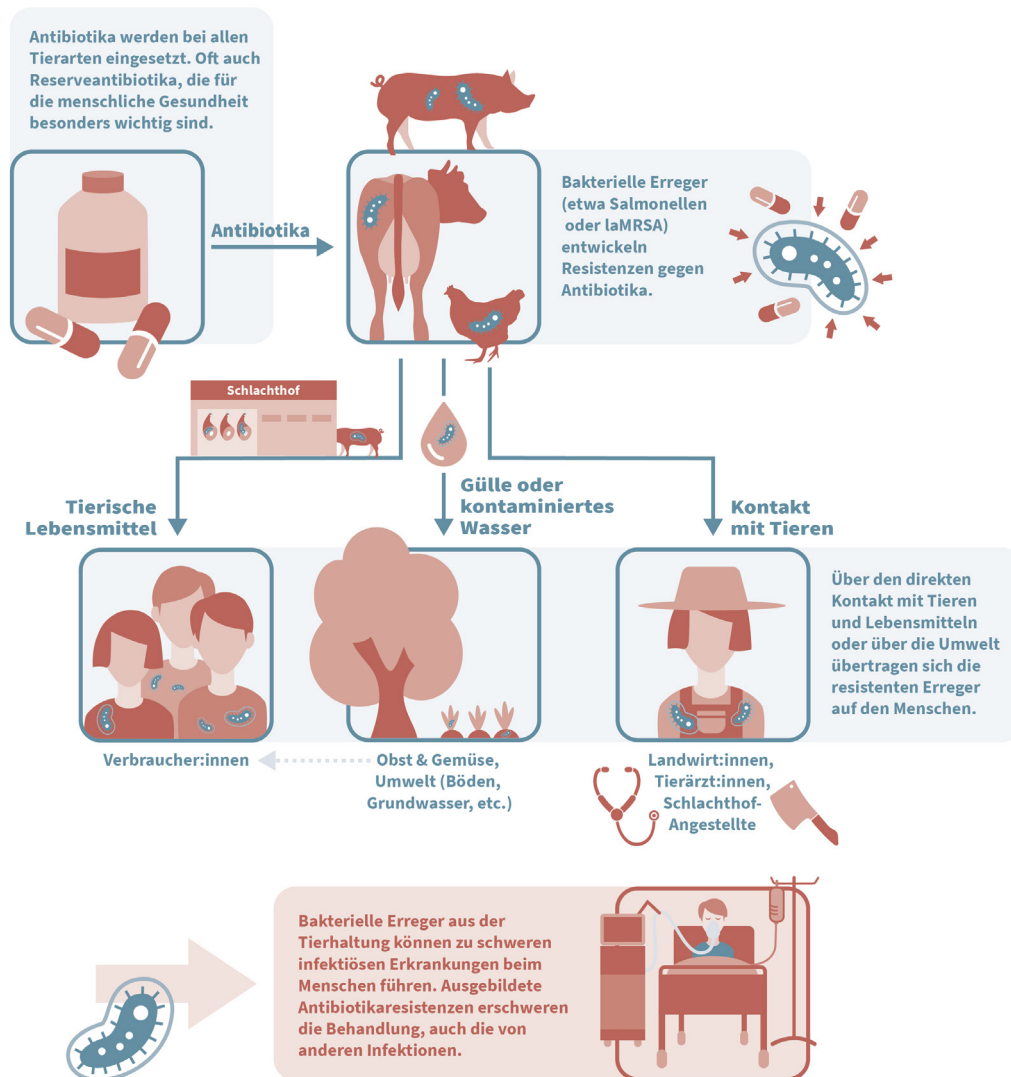 Antibiotika werden bei allen
Tierarten eingesetzt. Oft auch
Reserveantibiotika, die für
die menschliche Gesundheit
besonders wichtig sind.
Antibiotika
Bakterielle Erreger
(etwa Salmonellen
oder laMRSA)
entwickeln
Resistenzen gegen
Antibiotika.
Schlachthof
Tierische
Lebensmittel
Gülle oder
kontaminiertes
Wasser
Kontakt
mit Tieren
Über den direkten
Kontakt mit Tieren
und Lebensmitteln
oder über die Umwelt
übertragen sich die
resistenten Erreger
auf den Menschen.
Verbraucher:innen
Obst & Gemüse,
Umwelt (Böden,
Grundwasser, etc.)
Landwirt:innen,
Tierärzt:innen,
Schlachthof-
Angestellte
Bakterielle Erreger aus der
Tierhaltung können zu schweren
infektiösen Erkrankungen beim
Menschen führen. Ausgebildete
Antibiotikaresistenzen erschweren
die Behandlung, auch die von
anderen Infektionen.